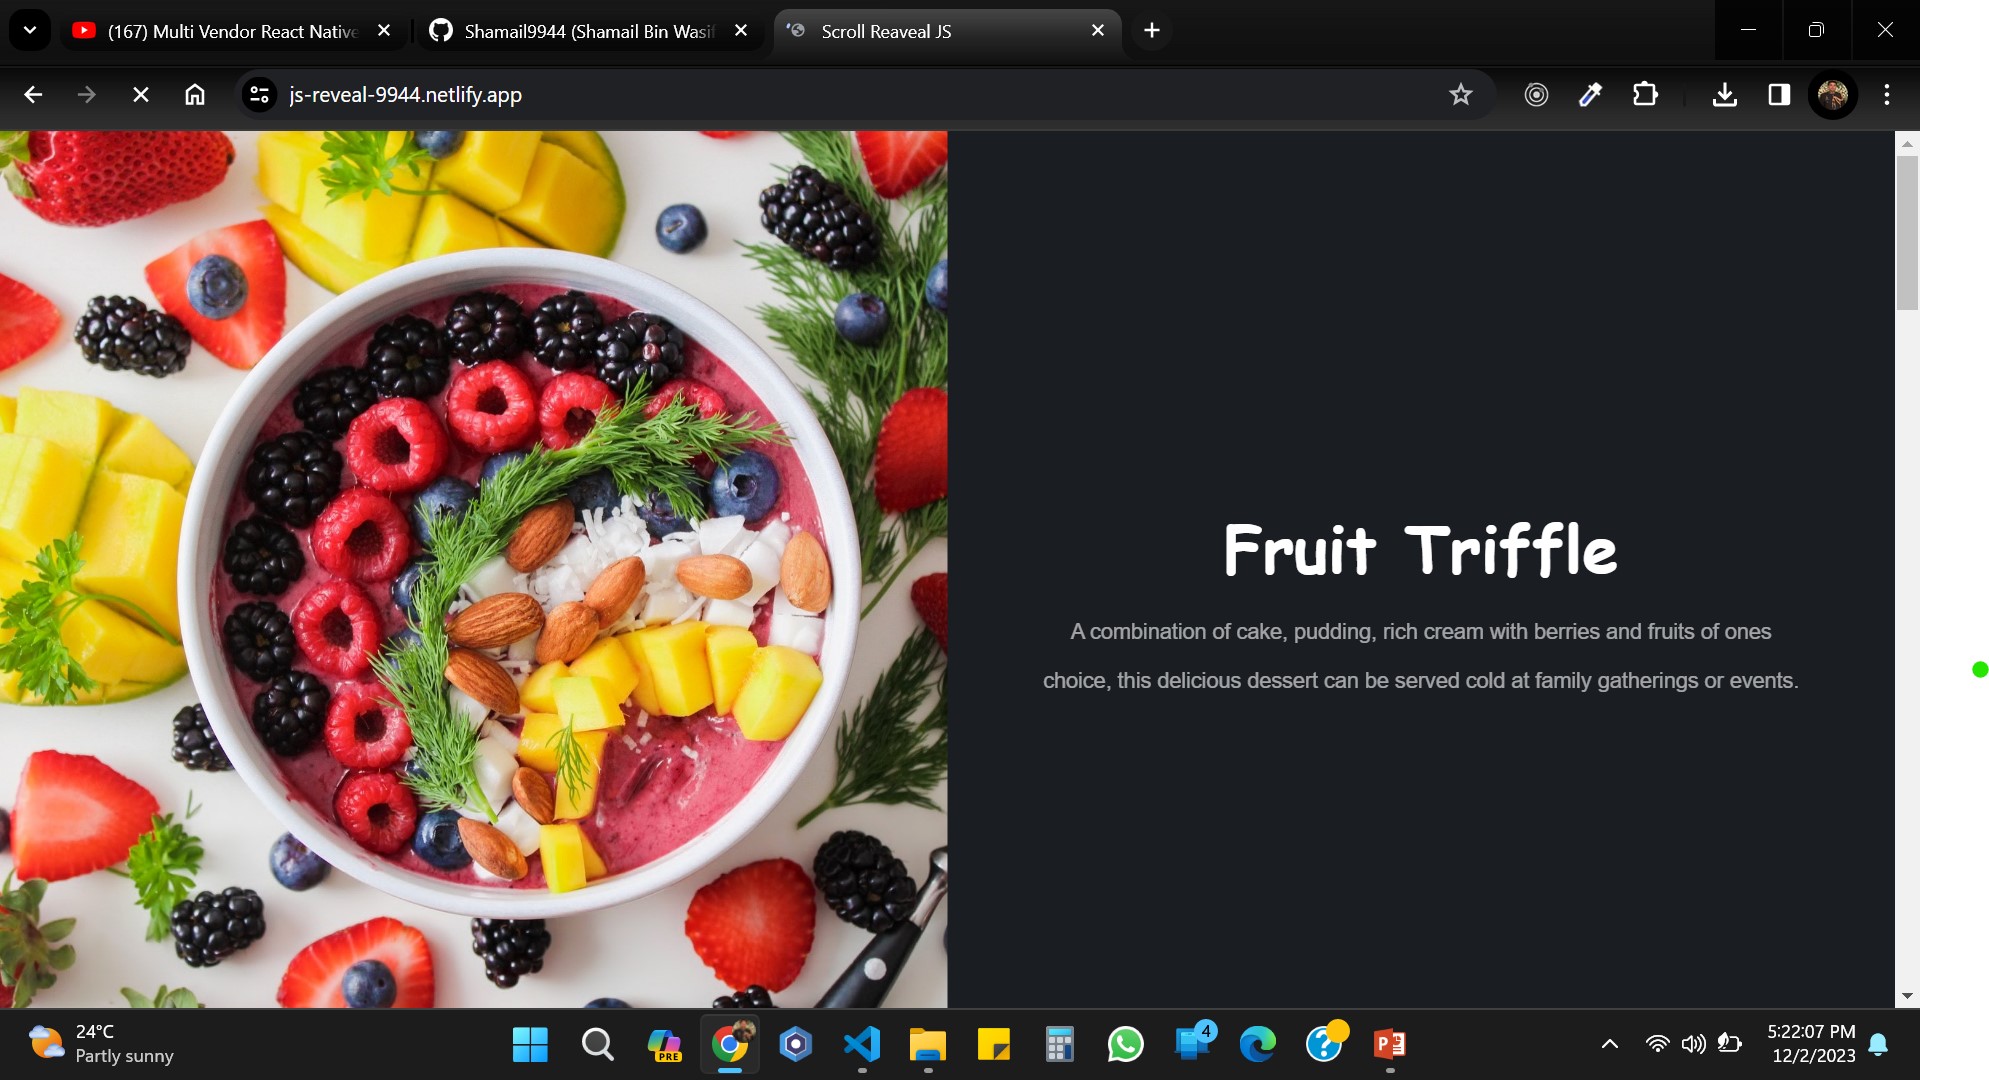 (167) Multi Vendor React Native
Shamail9944 (Shamail Bin Wasif
Scroll Reaveal JS
js-reveal-9944.netlify.app
Fruit Triffle
A combination of cake, pudding, rich cream with berries and fruits of ones
choice, this delicious dessert can be served cold at family gatherings or events.
24°C
Partly sunny
PRE
4
5:22:07 PM
12/2/2023